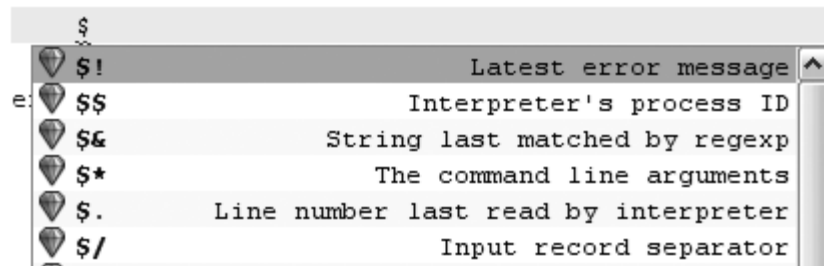 $
$! Latest error message
$$ Interpreter's process ID
$& String last matched by regexp
$* The command line arguments
$. Line number last read by interpreter
$/ Input record separator